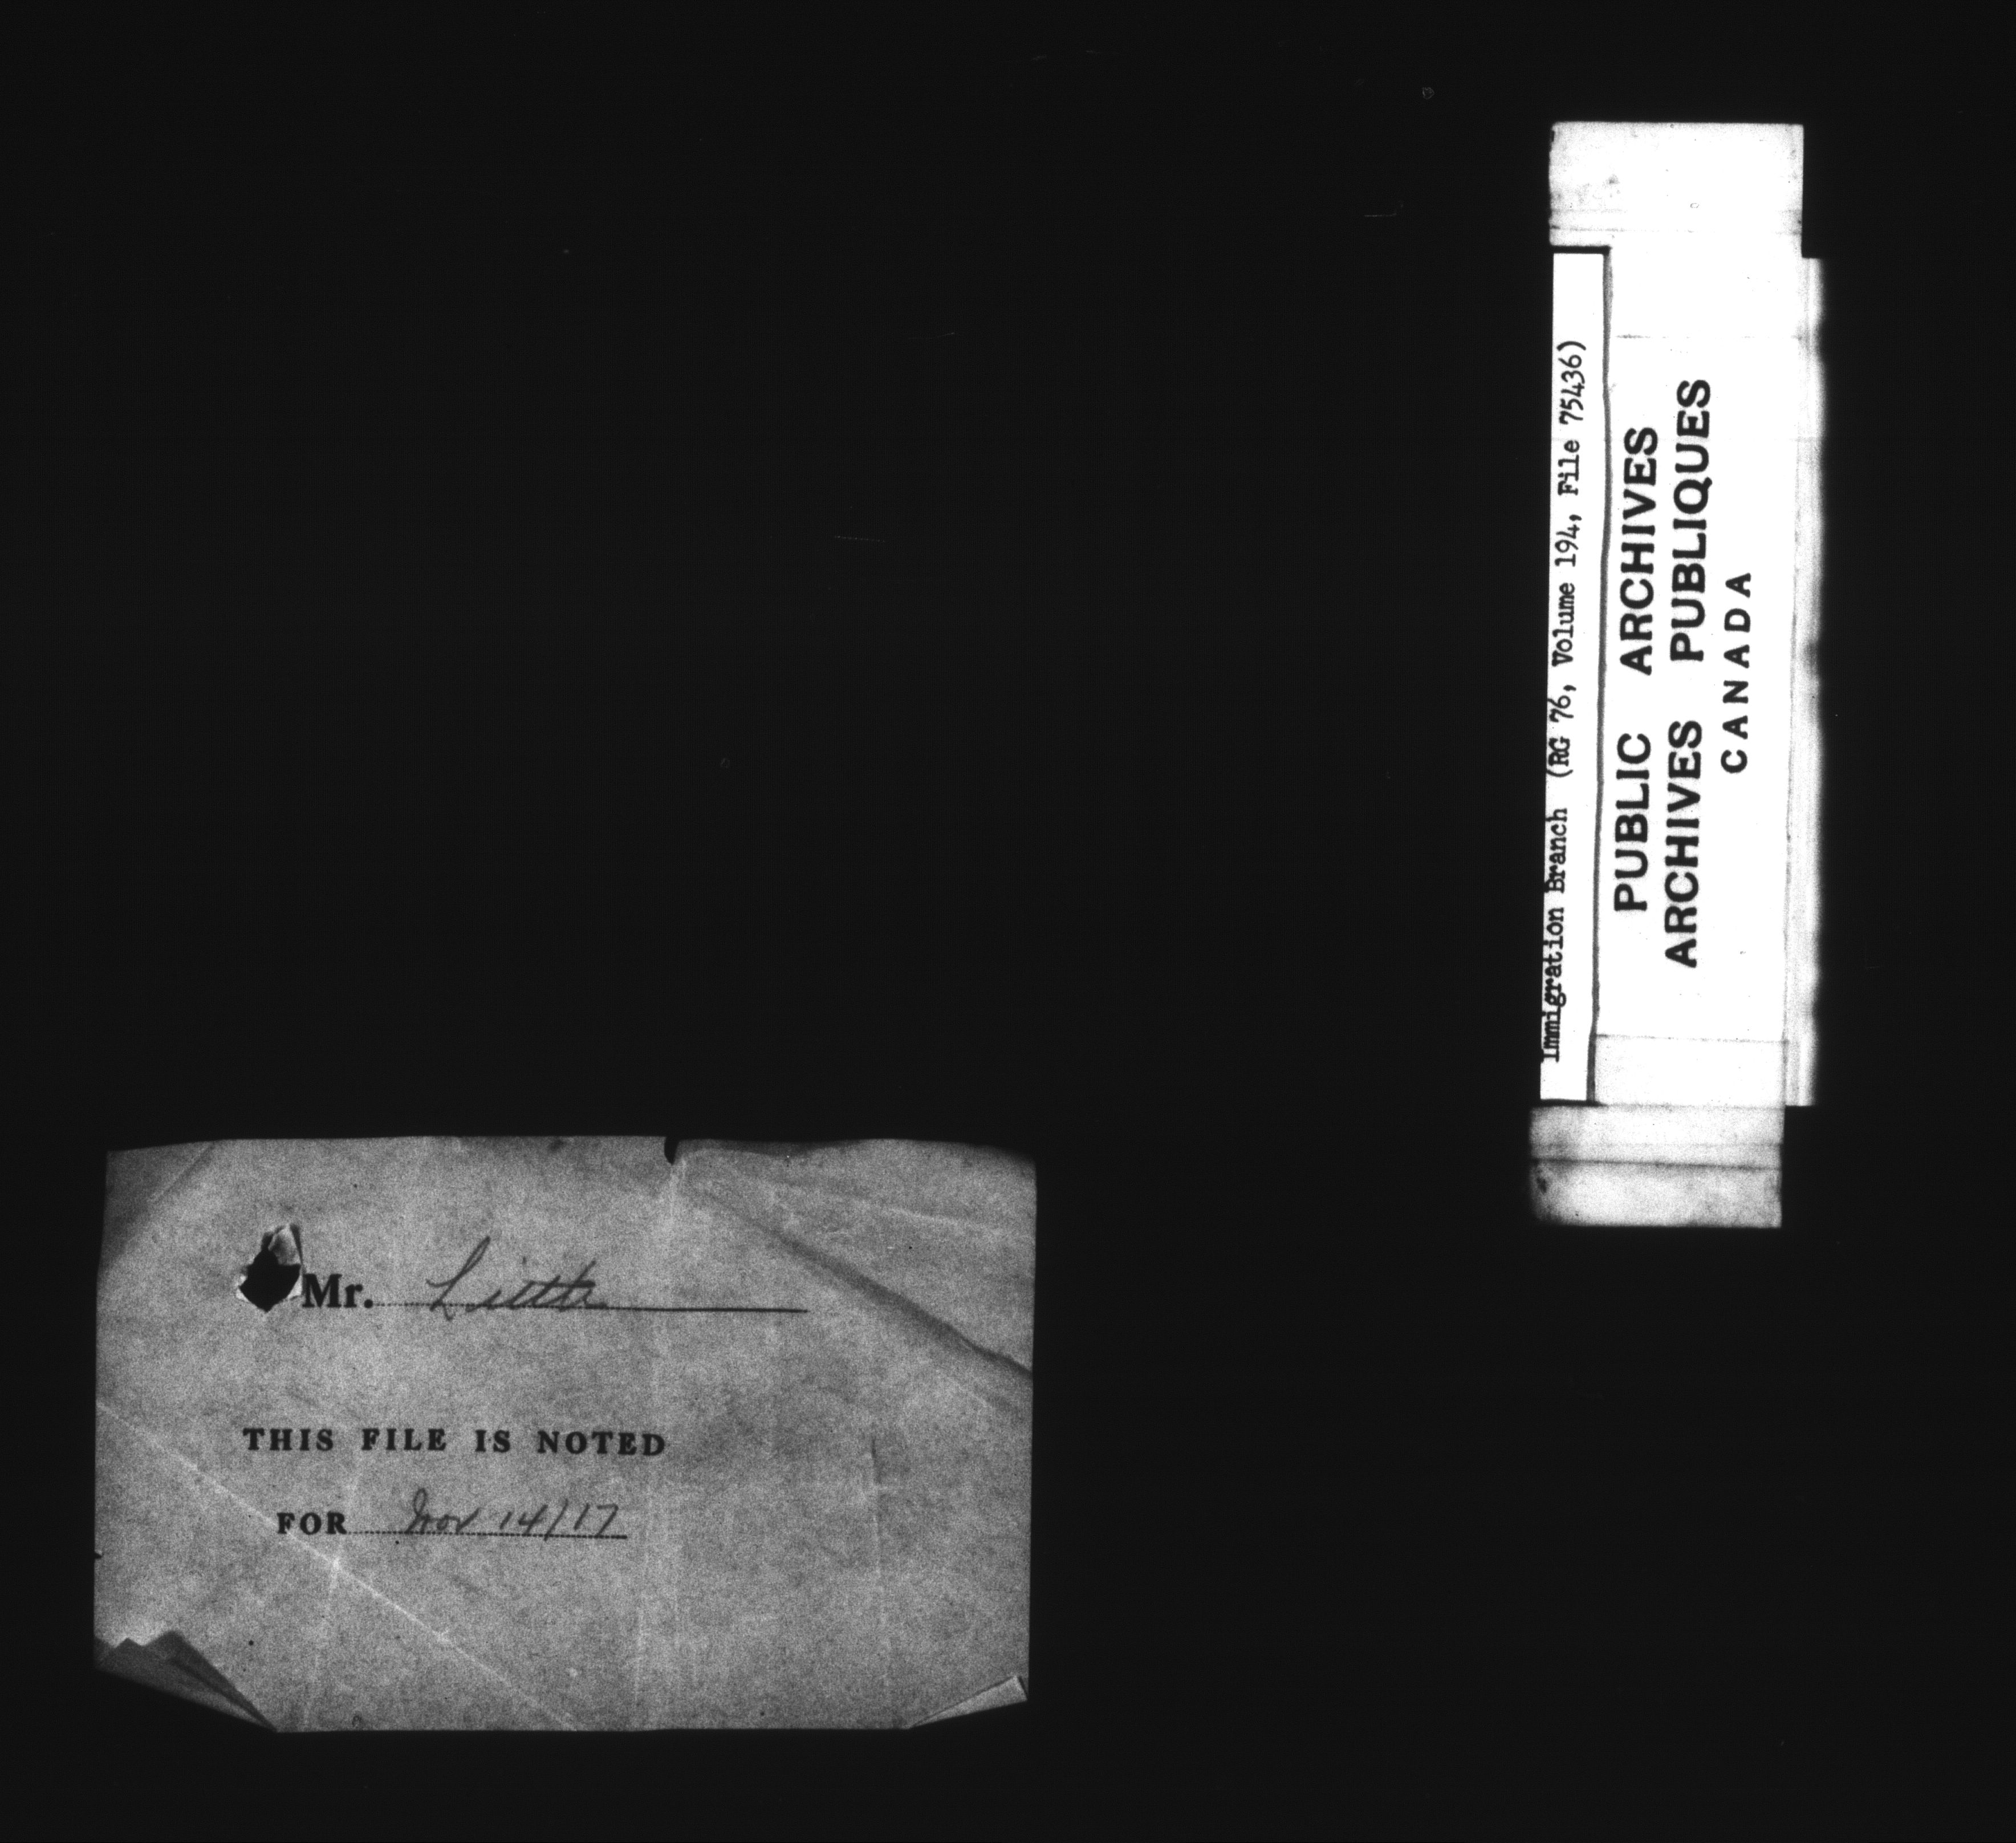 Mr. Little
THIS FILE IS NOTED
FOR Nov 14/17
Immigration Branch (RG 76, Volume 194, File 75436)
PUBLIC ARCHIVES
ARCHIVES PUBLIQUES
CANADA